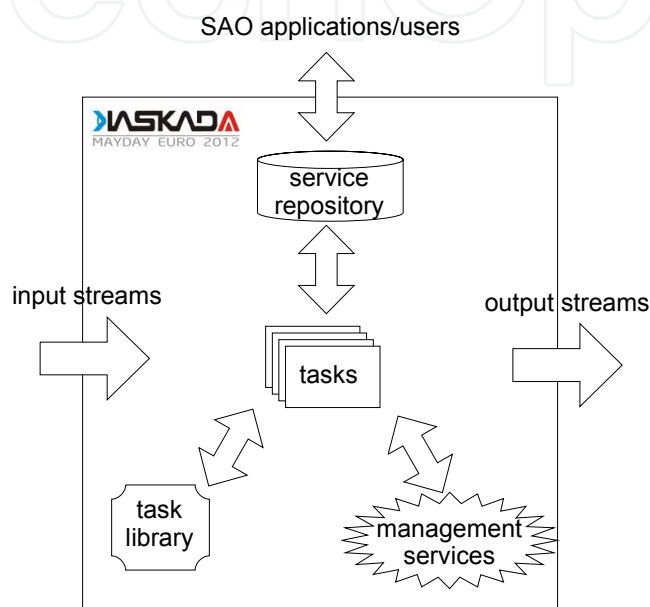 SAO applications/users
KASKADA
MAYDAY EURO 2012
service
repository
input streams
output streams
tasks
task
library
management
services